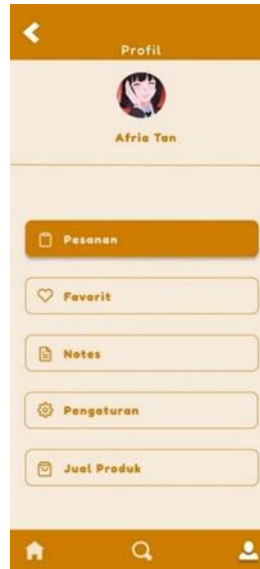 Profil
Afria Tan
Pesanan
Favorit
Notes
Pengaturan
Jual Produk